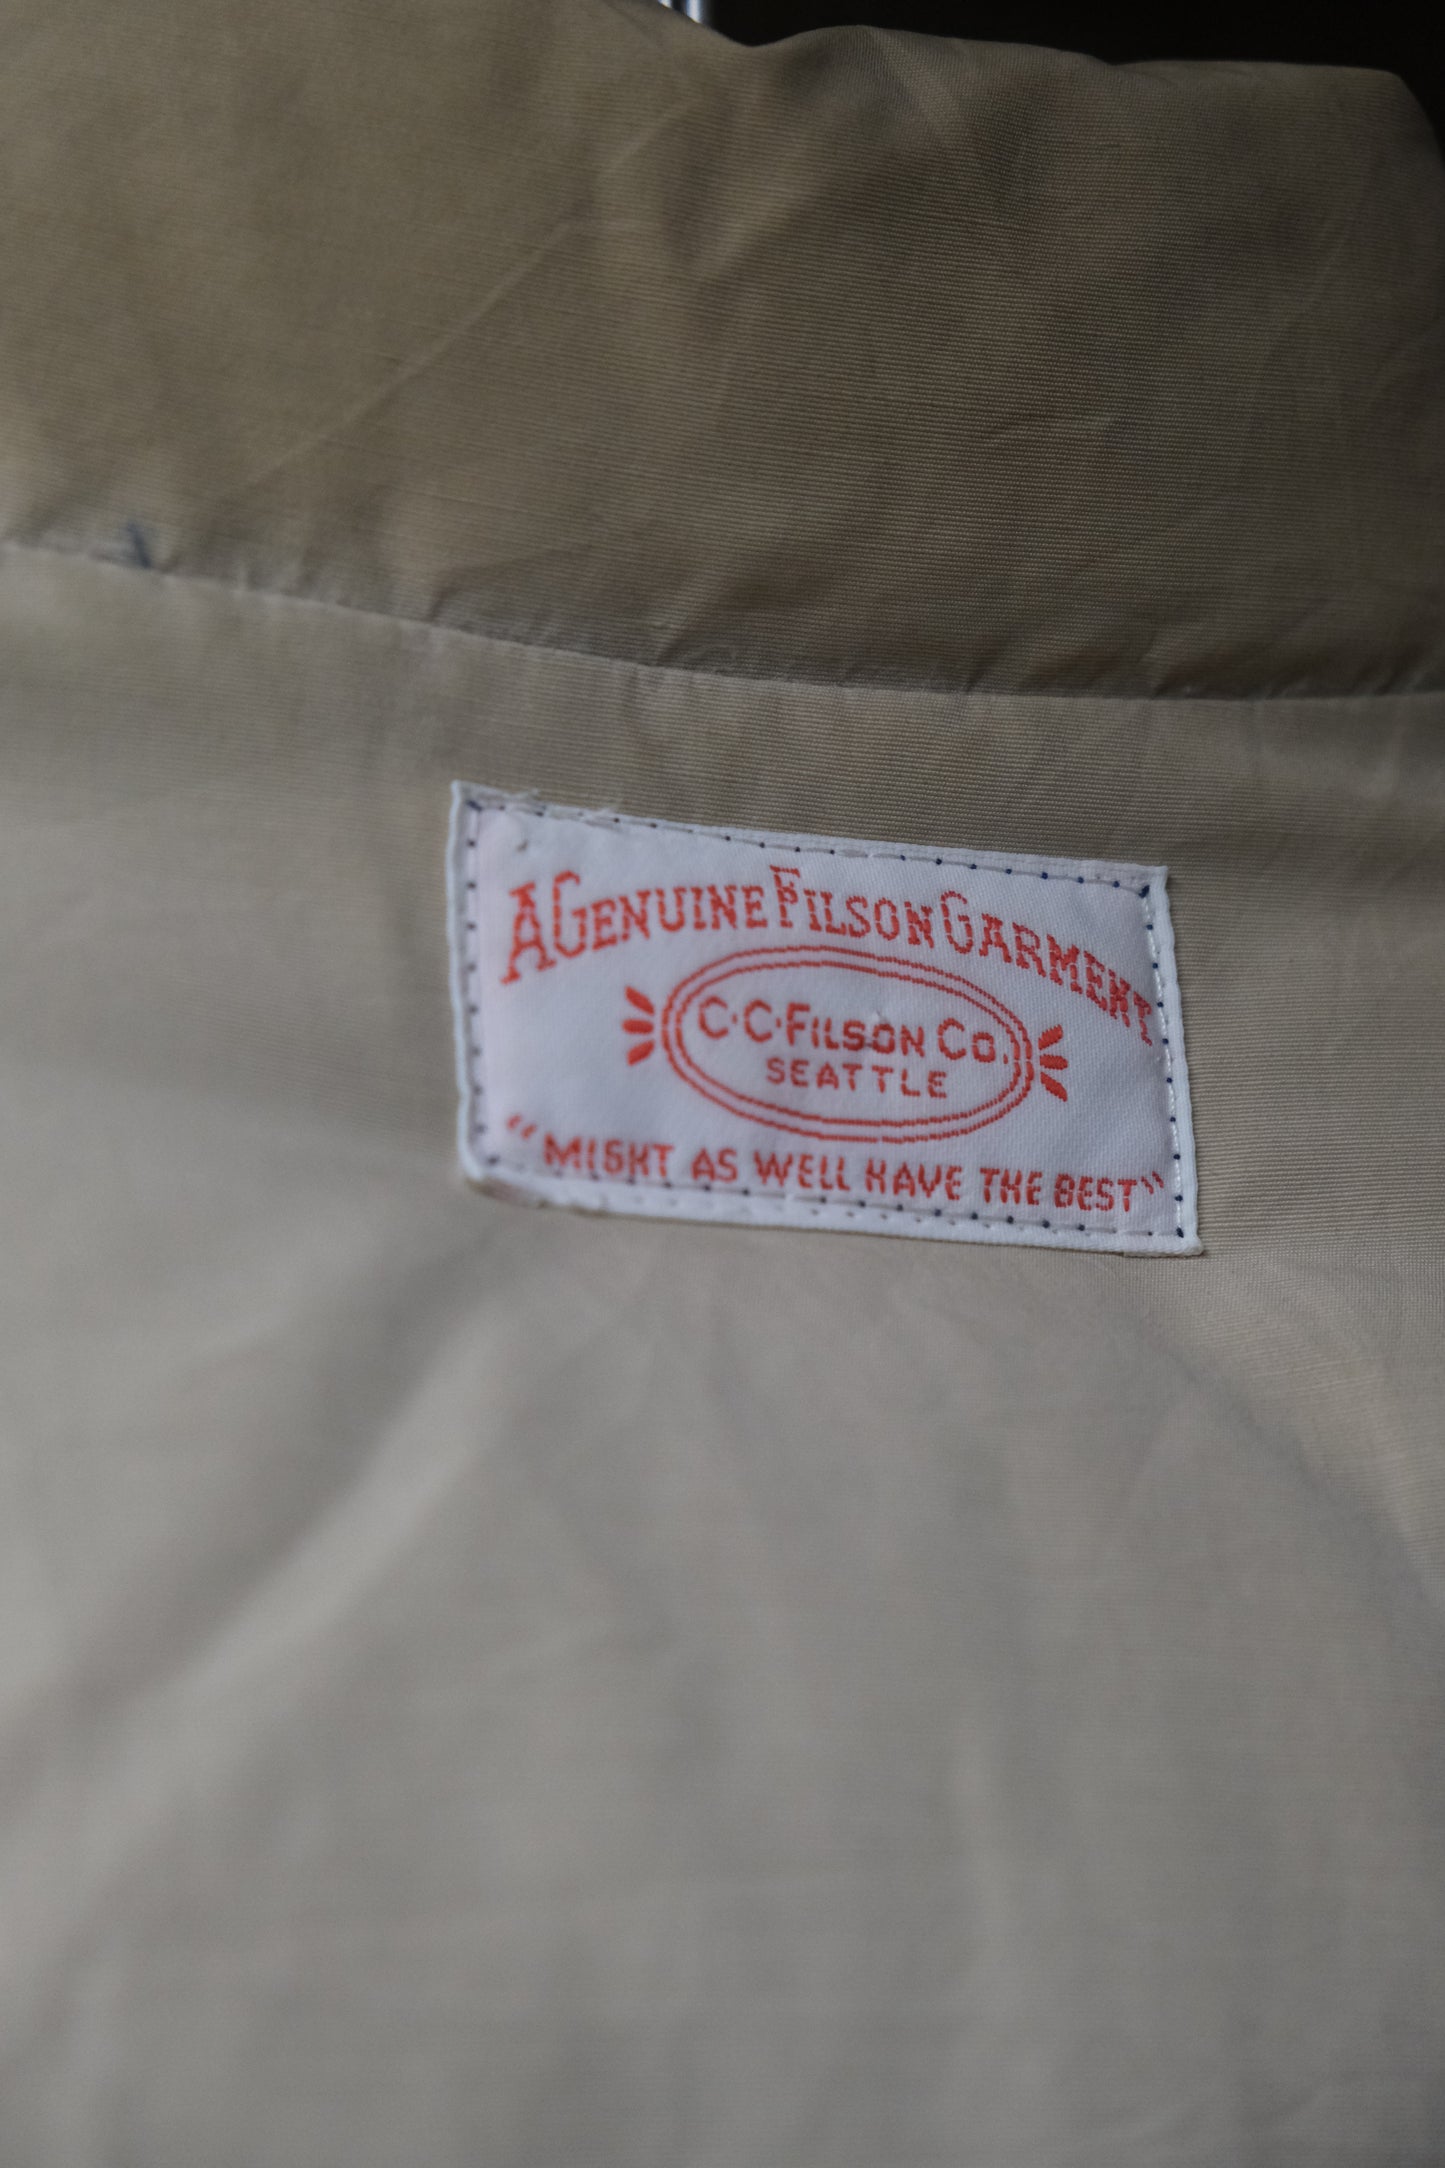 A GENUINE FILSON GARMENT
C·C·FILSON CO.
SEATTLE
"MIGHT AS WELL HAVE THE BEST"